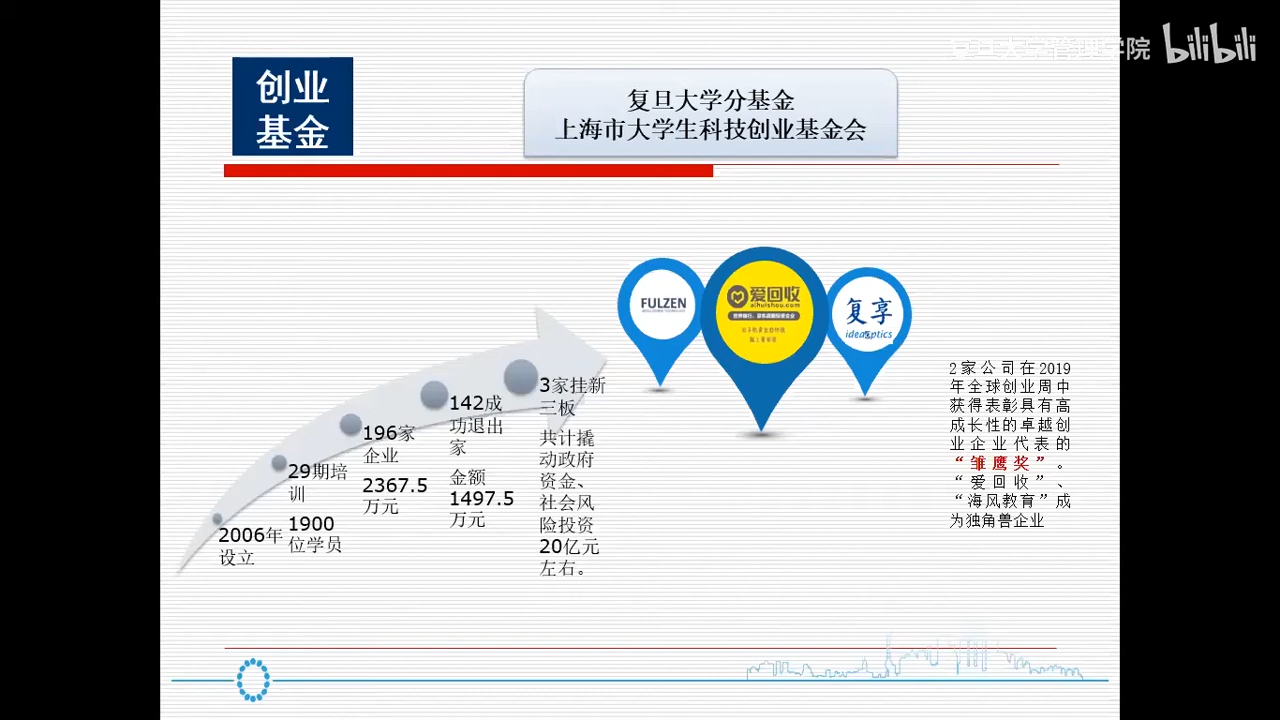 复旦大学管理学院 bilibili
创业
基金
复旦大学分基金
上海市大学生科技创业基金会
FULZEN
爱回收
aihuishou.com
复享
ideaoptics
2006年
设立
29期培
训
1900
位学员
196家
企业
2367.5
万元
142成
功退出
家
金额
1497.5
万元
3家挂新
三板
共计撬
动政府
资金、
社会风
险投资
20亿元
左右。
2家公司在2019
年全球创业周中
获得表彰具有高
成长性的卓越创
业企业代表的
“雏鹰奖”。
“爱回收”、
“海风教育”成
为独角兽企业